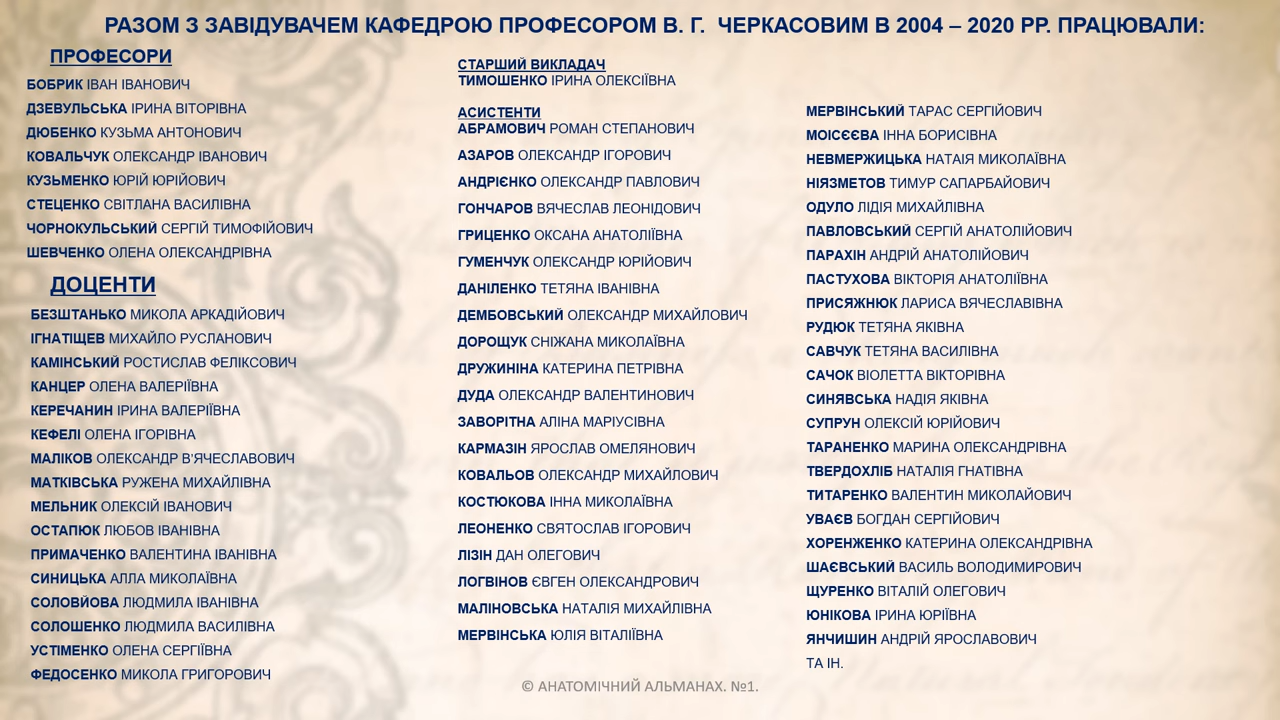 РАЗОМ З ЗАВІДУВАЧЕМ КАФЕДРОЮ ПРОФЕСОРОМ В. Г. ЧЕРКАСОВИМ В 2004 – 2020 РР. ПРАЦЮВАЛИ:
ПРОФЕСОРИ
БОБРИК ІВАН ІВАНОВИЧ
ДЗЕВУЛЬСЬКА ІРИНА ВІТОРІВНА
ДЮБЕНКО КУЗЬМА АНТОНОВИЧ
КОВАЛЬЧУК ОЛЕКСАНДР ІВАНОВИЧ
КУЗЬМЕНКО ЮРІЙ ЮРІЙОВИЧ
СТЕЦЕНКО СВІТЛАНА ВАСИЛІВНА
ЧОРНОКУЛЬСЬКИЙ СЕРГІЙ ТИМОФІЙОВИЧ
ШЕВЧЕНКО ОЛЕНА ОЛЕКСАНДРІВНА
ДОЦЕНТИ
БЕЗШТАНЬКО МИКОЛА АРКАДІЙОВИЧ
ІГНАТІЩЕВ МИХАЙЛО РУСЛАНОВИЧ
КАМІНСЬКИЙ РОСТИСЛАВ ФЕЛІКСОВИЧ
КАНЦЕР ОЛЕНА ВАЛЕРІЇВНА
КЕРЕЧАНИН ІРИНА ВАЛЕРІЇВНА
КЕФЕЛІ ОЛЕНА ІГОРІВНА
МАЛІКОВ ОЛЕКСАНДР В'ЯЧЕСЛАВОВИЧ
МАТКІВСЬКА РУЖЕНА МИХАЙЛІВНА
МЕЛЬНИК ОЛЕКСІЙ ІВАНОВИЧ
ОСТАПЮК ЛЮБОВ ІВАНІВНА
ПРИМАЧЕНКО ВАЛЕНТИНА ІВАНІВНА
СИНИЦЬКА АЛЛА МИКОЛАЇВНА
СОЛОВЙОВА ЛЮДМИЛА ІВАНІВНА
СОЛОШЕНКО ЛЮДМИЛА ВАСИЛІВНА
УСТІМЕНКО ОЛЕНА СЕРГІЇВНА
ФЕДОСЕНКО МИКОЛА ГРИГОРОВИЧ
СТАРШИЙ ВИКЛАДАЧ
ТИМОШЕНКО ІРИНА ОЛЕКСІЇВНА
АСИСТЕНТИ
АБРАМОВИЧ РОМАН СТЕПАНОВИЧ
АЗАРОВ ОЛЕКСАНДР ІГОРОВИЧ
АНДРІЄНКО ОЛЕКСАНДР ПАВЛОВИЧ
ГОНЧАРОВ ВЯЧЕСЛАВ ЛЕОНІДОВИЧ
ГРИЦЕНКО ОКСАНА АНАТОЛІЇВНА
ГУМЕНЧУК ОЛЕКСАНДР ЮРІЙОВИЧ
ДАНІЛЕНКО ТЕТЯНА ІВАНІВНА
ДЕМБОВСЬКИЙ ОЛЕКСАНДР МИХАЙЛОВИЧ
ДОРОЩУК СНІЖАНА МИКОЛАЇВНА
ДРУЖИНІНА КАТЕРИНА ПЕТРІВНА
ДУДА ОЛЕКСАНДР ВАЛЕНТИНОВИЧ
ЗАВОРІТНА АЛІНА МАРІУСІВНА
КАРМАЗІН ЯРОСЛАВ ОМЕЛЯНОВИЧ
КОВАЛЬОВ ОЛЕКСАНДР МИХАЙЛОВИЧ
КОСТЮКОВА ІННА МИКОЛАЇВНА
ЛЕОНЕНКО СВЯТОСЛАВ ІГОРОВИЧ
ЛІЗІН ДАН ОЛЕГОВИЧ
ЛОГВІНОВ ЄВГЕН ОЛЕКСАНДРОВИЧ
МАЛІНОВСЬКА НАТАЛІЯ МИХАЙЛІВНА
МЕРВІНСЬКА ЮЛІЯ ВІТАЛІЇВНА
МЕРВІНСЬКИЙ ТАРАС СЕРГІЙОВИЧ
МОІСЄЄВА ІННА БОРИСІВНА
НЕВМЕРЖИЦЬКА НАТАІЯ МИКОЛАЇВНА
НІЯЗМЕТОВ ТИМУР САПАРБАЙОВИЧ
ОДУЛО ЛІДІЯ МИХАЙЛІВНА
ПАВЛОВСЬКИЙ СЕРГІЙ АНАТОЛІЙОВИЧ
ПАРАХІН АНДРІЙ АНАТОЛІЙОВИЧ
ПАСТУХОВА ВІКТОРІЯ АНАТОЛІЇВНА
ПРИСЯЖНЮК ЛАРИСА ВЯЧЕСЛАВІВНА
РУДЮК ТЕТЯНА ЯКІВНА
САВЧУК ТЕТЯНА ВАСИЛІВНА
САЧОК ВІОЛЕТТА ВІКТОРІВНА
СИНЯВСЬКА НАДІЯ ЯКІВНА
СУПРУН ОЛЕКСІЙ ЮРІЙОВИЧ
ТАРАНЕНКО МАРИНА ОЛЕКСАНДРІВНА
ТВЕРДОХЛІБ НАТАЛІЯ ГНАТІВНА
ТИТАРЕНКО ВАЛЕНТИН МИКОЛАЙОВИЧ
УВАЄВ БОГДАН СЕРГІЙОВИЧ
ХОРЕНЖЕНКО КАТЕРИНА ОЛЕКСАНДРІВНА
ШАЄВСЬКИЙ ВАСИЛЬ ВОЛОДИМИРОВИЧ
ЩУРЕНКО ВІТАЛІЙ ОЛЕГОВИЧ
ЮНІКОВА ІРИНА ЮРІЇВНА
ЯНЧИШИН АНДРІЙ ЯРОСЛАВОВИЧ
ТА ІН.
© АНАТОМІЧНИЙ АЛЬМАНАХ. №1.